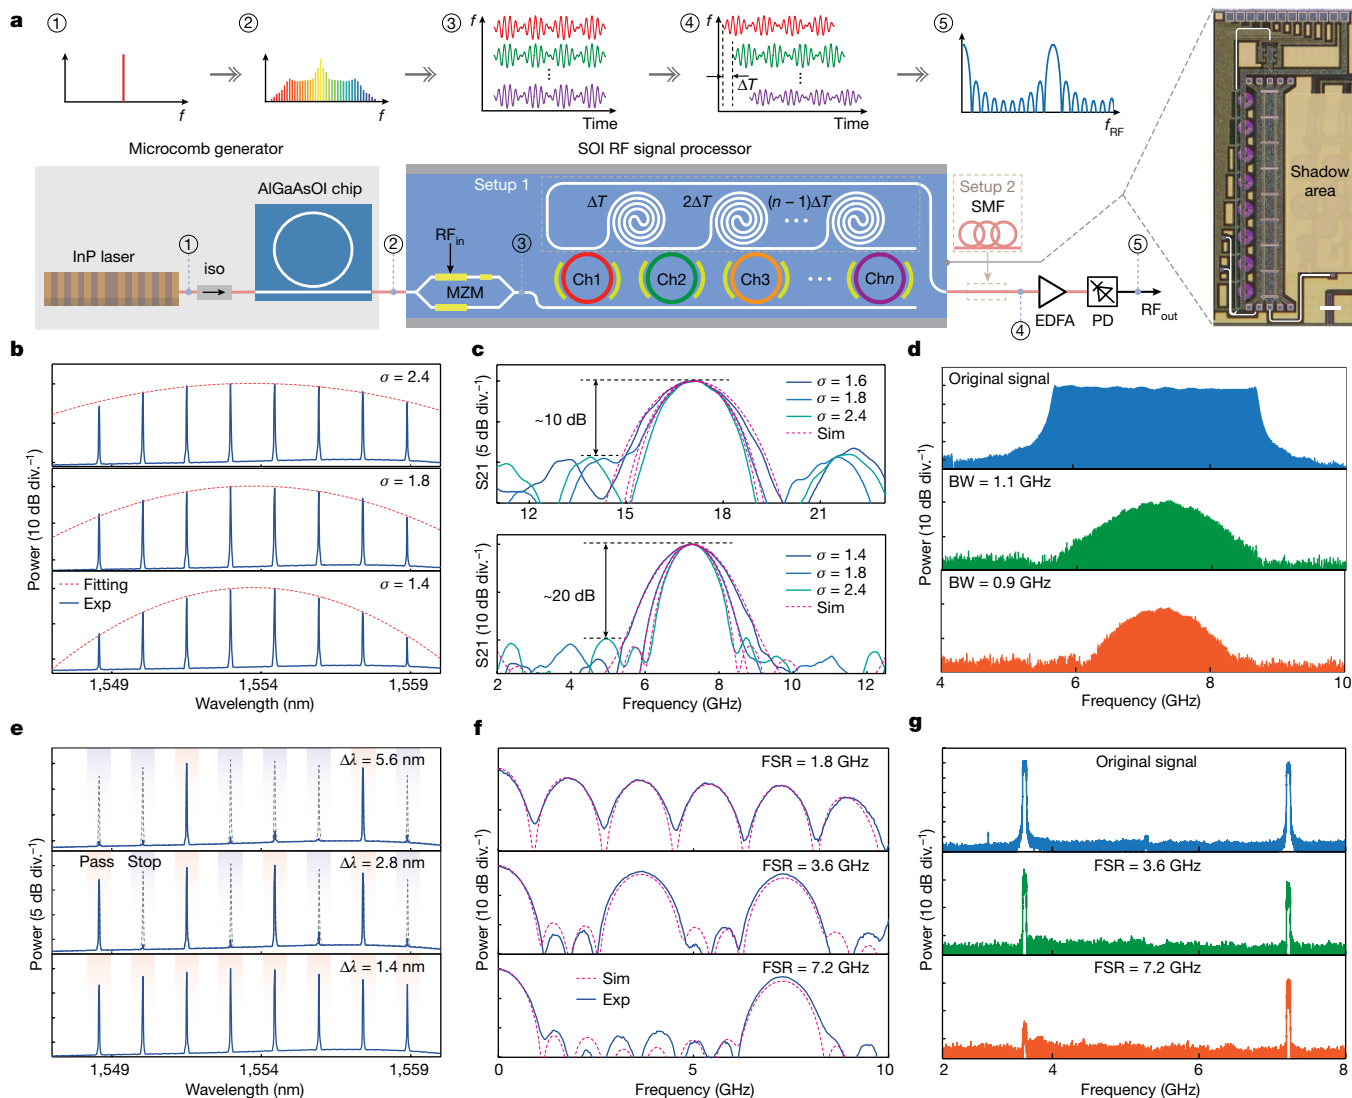 a
1
2
3
4
5
f
f
f
Time
ΔT
Time
f_RF
Microcomb generator
SOI RF signal processor
AlGaAsOI chip
InP laser
1
iso
2
Setup 1
RF_in
3
MZM
ΔT
2ΔT
(n − 1)ΔT
Ch1
Ch2
Ch3
Chn
Setup 2
SMF
4
EDFA
PD
5
RF_out
Shadow
area
b
Power (10 dB div.⁻¹)
σ = 2.4
σ = 1.8
Fitting
Exp
σ = 1.4
1,549
1,554
1,559
Wavelength (nm)
c
S21 (5 dB div.⁻¹)
~10 dB
σ = 1.6
σ = 1.8
σ = 2.4
Sim
12
15
18
21
S21 (10 dB div.⁻¹)
~20 dB
σ = 1.4
σ = 1.8
σ = 2.4
Sim
2
4
6
8
10
12
Frequency (GHz)
d
Power (10 dB div.⁻¹)
Original signal
BW = 1.1 GHz
BW = 0.9 GHz
4
6
8
10
Frequency (GHz)
e
Power (5 dB div.⁻¹)
Δλ = 5.6 nm
Pass
Stop
Δλ = 2.8 nm
Δλ = 1.4 nm
1,549
1,554
1,559
Wavelength (nm)
f
Power (10 dB div.⁻¹)
FSR = 1.8 GHz
FSR = 3.6 GHz
FSR = 7.2 GHz
Sim
Exp
0
5
10
Frequency (GHz)
g
Power (10 dB div.⁻¹)
Original signal
FSR = 3.6 GHz
FSR = 7.2 GHz
2
4
6
8
Frequency (GHz)